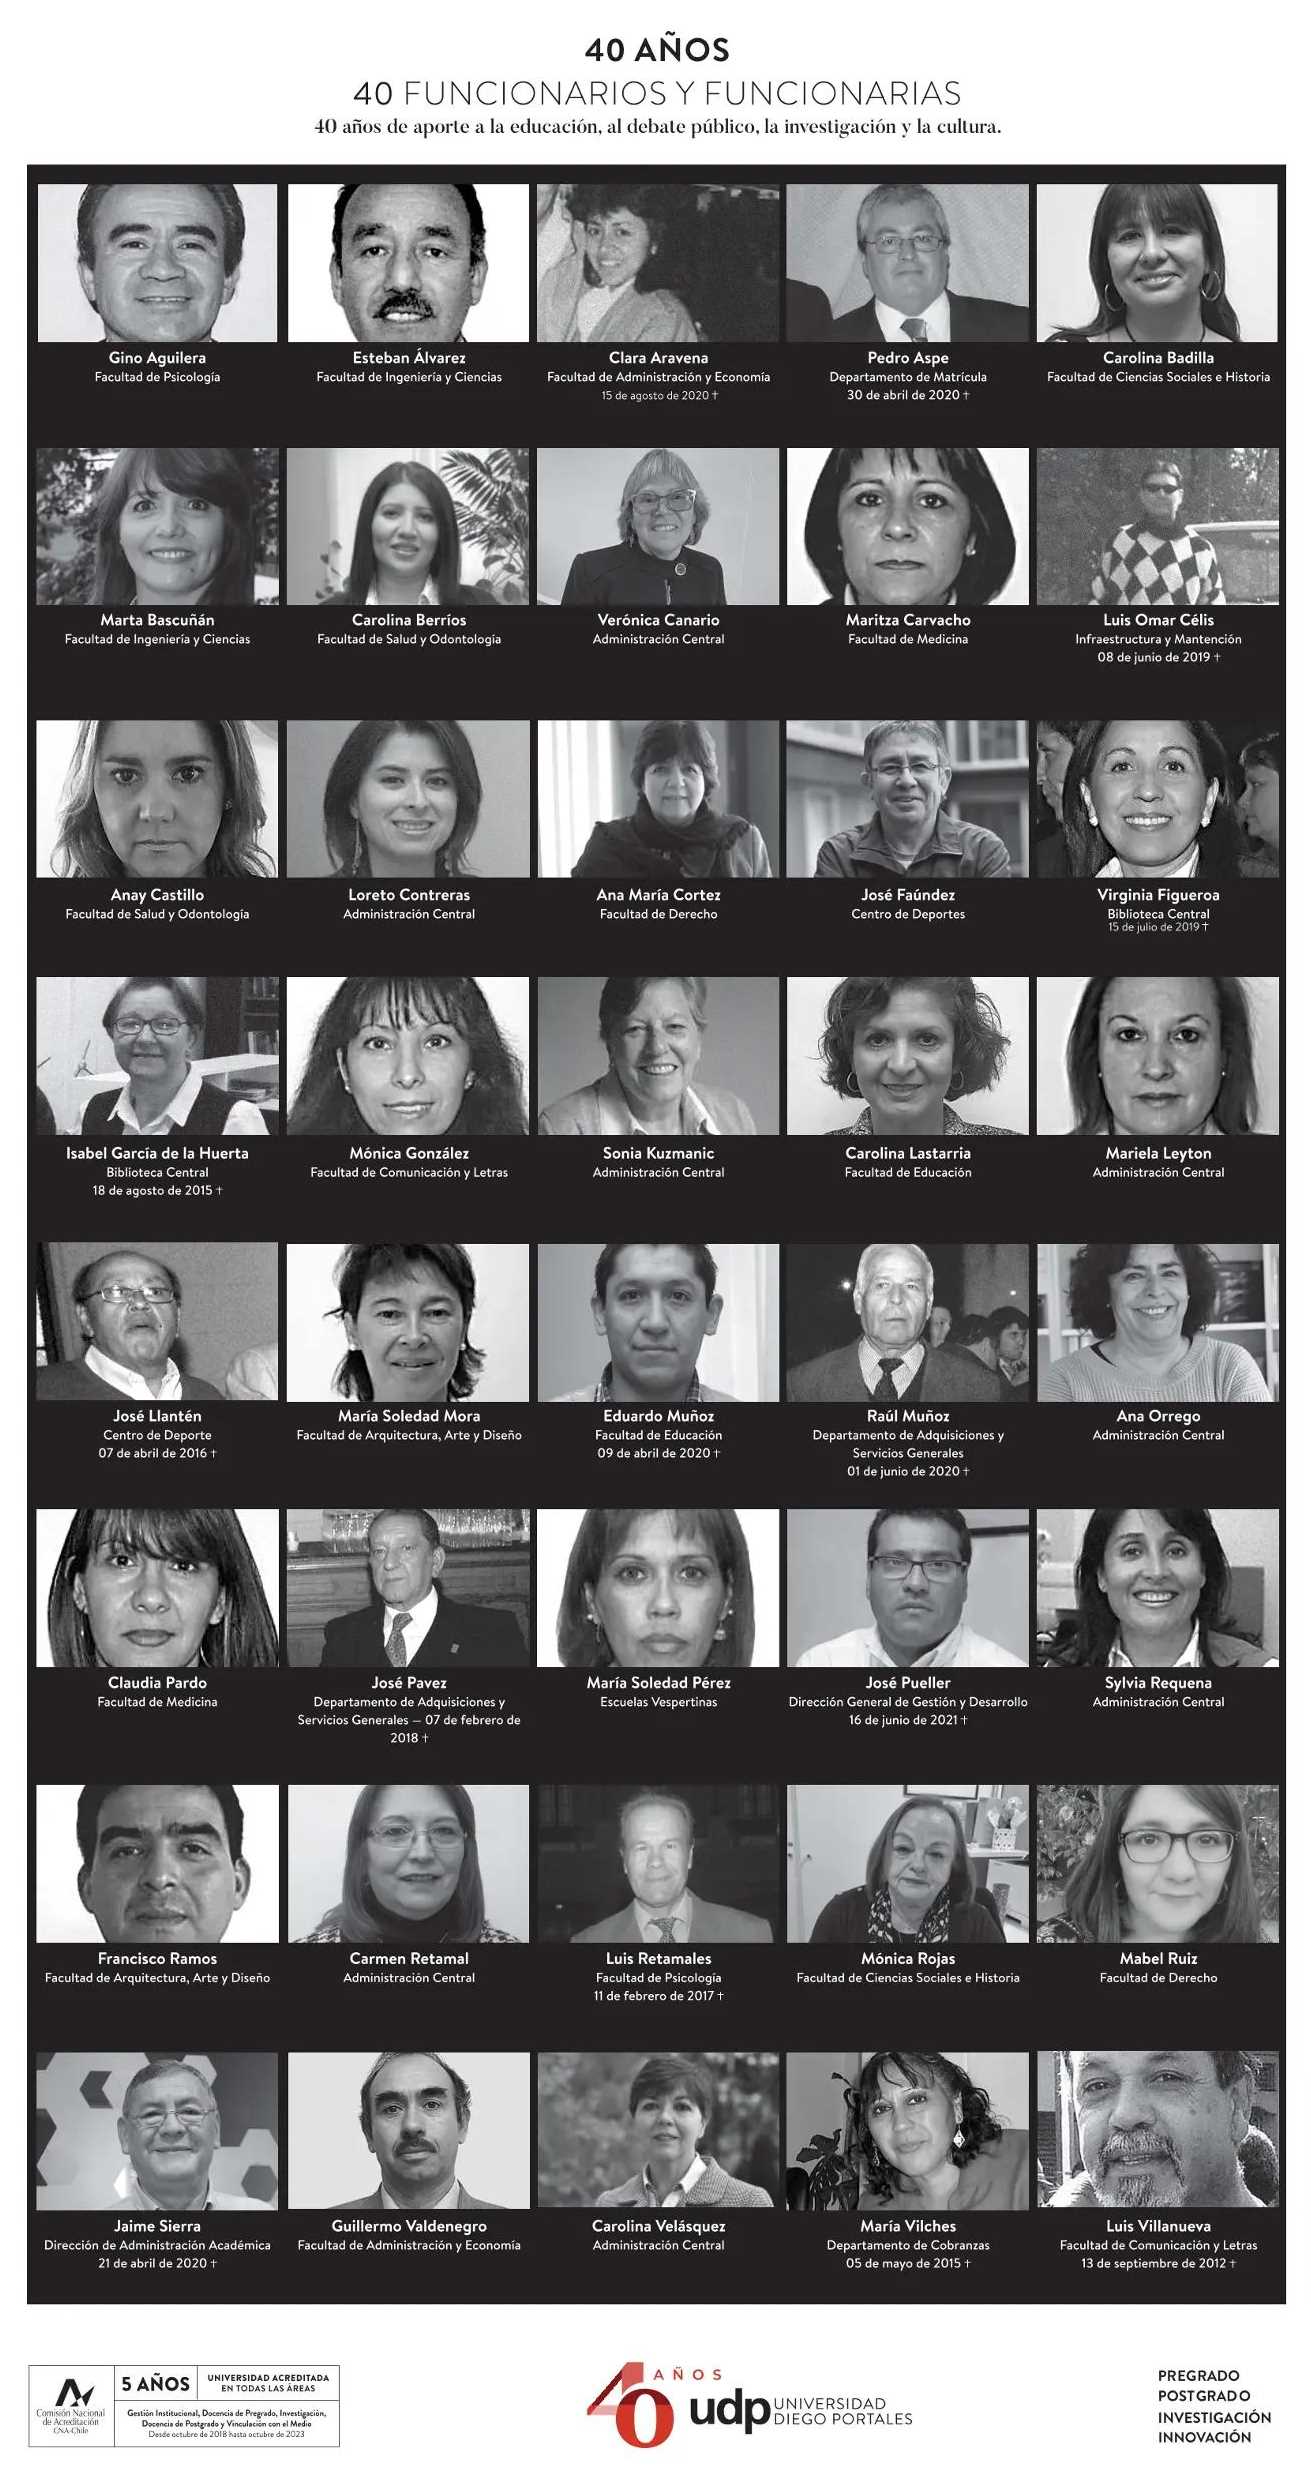 40 AÑOS
40 FUNCIONARIOS Y FUNCIONARIAS
40 años de aporte a la educación, al debate público, la investigación y la cultura.
Gino Aguilera
Facultad de Psicología
Esteban Álvarez
Facultad de Ingeniería y Ciencias
Clara Aravena
Facultad de Administración y Economía
15 de agosto de 2020 †
Pedro Aspe
Departamento de Matrícula
30 de abril de 2020 †
Carolina Badilla
Facultad de Ciencias Sociales e Historia
Marta Bascuñán
Facultad de Ingeniería y Ciencias
Carolina Berríos
Facultad de Salud y Odontología
Verónica Canario
Administración Central
Maritza Carvacho
Facultad de Medicina
Luis Omar Célis
Infraestructura y Mantención
08 de junio de 2019 †
Anay Castillo
Facultad de Salud y Odontología
Loreto Contreras
Administración Central
Ana María Cortez
Facultad de Derecho
José Faúndez
Centro de Deportes
Virginia Figueroa
Biblioteca Central
15 de julio de 2019 †
Isabel García de la Huerta
Biblioteca Central
18 de agosto de 2015 †
Mónica González
Facultad de Comunicación y Letras
Sonia Kuzmanic
Administración Central
Carolina Lastarria
Facultad de Educación
Mariela Leyton
Administración Central
José Llantén
Centro de Deporte
07 de abril de 2016 †
María Soledad Mora
Facultad de Arquitectura, Arte y Diseño
Eduardo Muñoz
Facultad de Educación
09 de abril de 2020 †
Raúl Muñoz
Departamento de Adquisiciones y
Servicios Generales
01 de junio de 2020 †
Ana Orrego
Administración Central
Claudia Pardo
Facultad de Medicina
José Pavez
Departamento de Adquisiciones y
Servicios Generales – 07 de febrero de
2018 †
María Soledad Pérez
Escuelas Vespertinas
José Pueller
Dirección General de Gestión y Desarrollo
16 de junio de 2021 †
Sylvia Requena
Administración Central
Francisco Ramos
Facultad de Arquitectura, Arte y Diseño
Carmen Retamal
Administración Central
Luis Retamales
Facultad de Psicología
11 de febrero de 2017 †
Mónica Rojas
Facultad de Ciencias Sociales e Historia
Mabel Ruiz
Facultad de Derecho
Jaime Sierra
Dirección de Administración Académica
21 de abril de 2020 †
Guillermo Valdenegro
Facultad de Administración y Economía
Carolina Velásquez
Administración Central
María Vilches
Departamento de Cobranzas
05 de mayo de 2015 †
Luis Villanueva
Facultad de Comunicación y Letras
13 de septiembre de 2012 †
Comisión Nacional
de Acreditación
CNA-Chile
5 AÑOS
UNIVERSIDAD ACREDITADA
EN TODAS LAS ÁREAS
Gestión Institucional, Docencia de Pregrado, Investigación,
Docencia de Postgrado y Vinculación con el Medio
Desde octubre de 2018 hasta octubre de 2023
40 AÑOS
udp UNIVERSIDAD
DIEGO PORTALES
PREGRADO
POSTGRADO
INVESTIGACIÓN
INNOVACIÓN